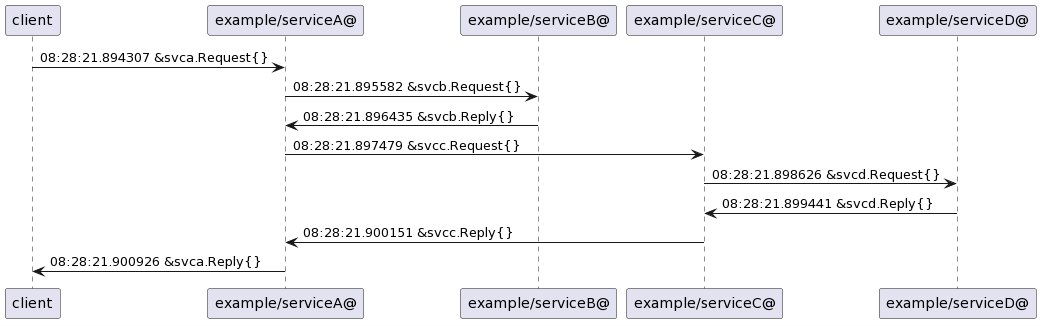 client
example/serviceA@
example/serviceB@
example/serviceC@
example/serviceD@
08:28:21.894307 &svca.Request{}
08:28:21.895582 &svcb.Request{}
08:28:21.896435 &svcb.Reply{}
08:28:21.897479 &svcc.Request{}
08:28:21.898626 &svcd.Request{}
08:28:21.899441 &svcd.Reply{}
08:28:21.900151 &svcc.Reply{}
08:28:21.900926 &svca.Reply{}
client
example/serviceA@
example/serviceB@
example/serviceC@
example/serviceD@